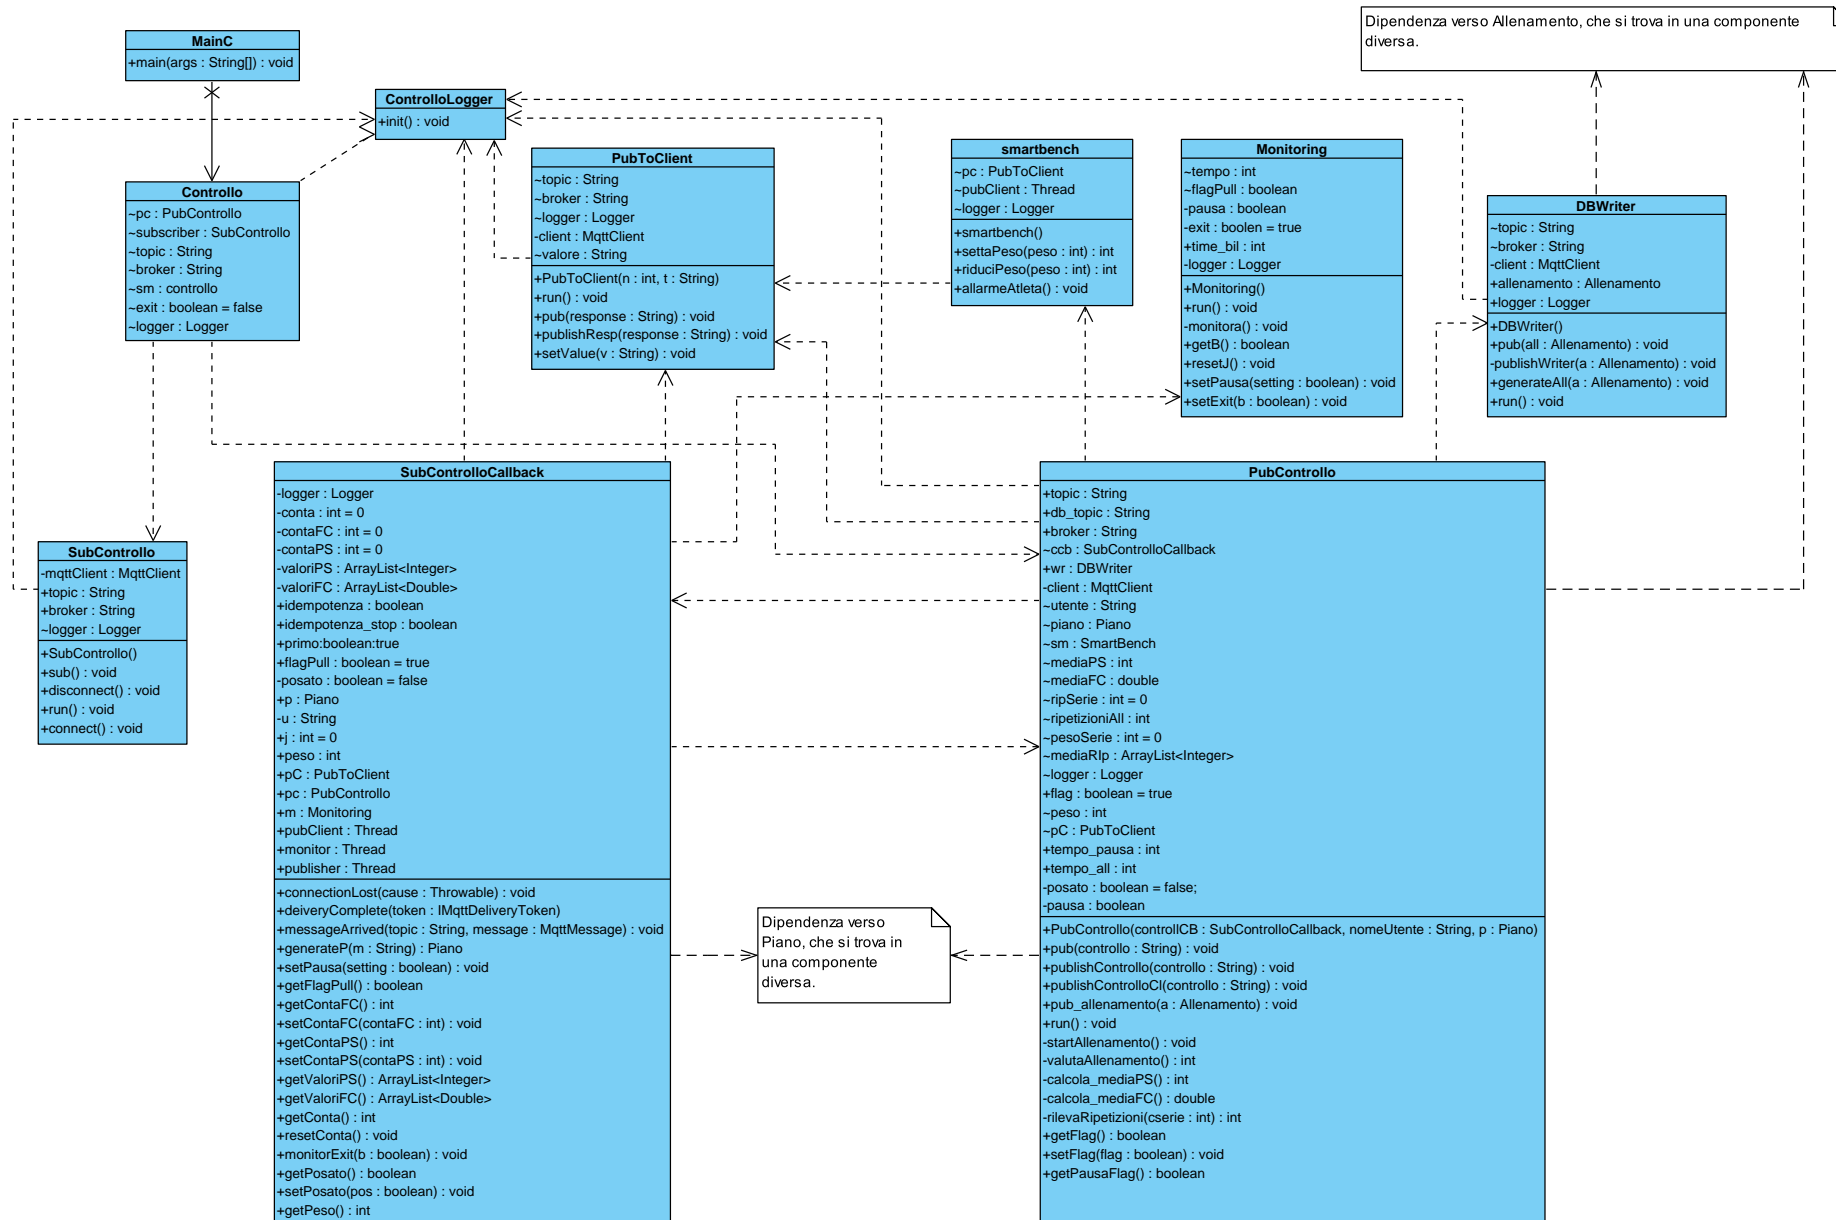 Dipendenza verso Allenamento, che si trova in una componente
diversa.
MainC
+main(args : String[]) : void
ControlloLogger
+init() : void
PubToClient
~topic : String
~broker : String
~logger : Logger
-client : MqttClient
~valore : String
+PubToClient(n : int, t : String)
+run() : void
+pub(response : String) : void
+publishResp(response : String) : void
+setValue(v : String) : void
smartbench
~pc : PubToClient
~pubClient : Thread
~logger : Logger
+smartbench()
+settaPeso(peso : int) : int
+riduciPeso(peso : int) : int
+allarmeAtleta() : void
Monitoring
~tempo : int
~flagPull : boolean
-pausa : boolean
-exit : boolen = true
+time_bil : int
-logger : Logger
+Monitoring()
+run() : void
-monitora() : void
+getB() : boolean
+resetJ() : void
+setPausa(setting : boolean) : void
+setExit(b : boolean) : void
DBWriter
~topic : String
~broker : String
-client : MqttClient
+allenamento : Allenamento
+logger : Logger
+DBWriter()
+pub(all : Allenamento) : void
-publishWriter(a : Allenamento) : void
+generateAll(a : Allenamento) : void
+run() : void
Controllo
~pc : PubControllo
~subscriber : SubControllo
~topic : String
~broker : String
~sm : controllo
~exit : boolean = false
~logger : Logger
SubControllo
-mqttClient : MqttClient
+topic : String
+broker : String
~logger : Logger
+SubControllo()
+sub() : void
+disconnect() : void
+run() : void
+connect() : void
SubControlloCallback
-logger : Logger
-conta : int = 0
-contaFC : int = 0
-contaPS : int = 0
-valoriPS : ArrayList<Integer>
-valoriFC : ArrayList<Double>
+idempotenza : boolean
+idempotenza_stop : boolean
+primo:boolean:true
+flagPull : boolean = true
-posato : boolean = false
+p : Piano
-u : String
+j : int = 0
+peso : int
+pC : PubToClient
+pc : PubControllo
+m : Monitoring
+pubClient : Thread
+monitor : Thread
+publisher : Thread
+connectionLost(cause : Throwable) : void
+deiveryComplete(token : IMqttDeliveryToken)
+messageArrived(topic : String, message : MqttMessage) : void
+generateP(m : String) : Piano
+setPausa(setting : boolean) : void
+getFlagPull() : boolean
+getContaFC() : int
+setContaFC(contaFC : int) : void
+getContaPS() : int
+setContaPS(contaPS : int) : void
+getValoriPS() : ArrayList<Integer>
+getValoriFC() : ArrayList<Double>
+getConta() : int
+resetConta() : void
+monitorExit(b : boolean) : void
+getPosato() : boolean
+setPosato(pos : boolean) : void
+getPeso() : int
Dipendenza verso
Piano, che si trova in
una componente
diversa.
PubControllo
+topic : String
+db_topic : String
+broker : String
~ccb : SubControlloCallback
+wr : DBWriter
-client : MqttClient
~utente : String
~piano : Piano
~sm : SmartBench
~mediaPS : int
~mediaFC : double
~ripSerie : int = 0
~ripetizioniAll : int
~pesoSerie : int = 0
~mediaRIp : ArrayList<Integer>
~logger : Logger
+flag : boolean = true
~peso : int
~pC : PubToClient
+tempo_pausa : int
+tempo_all : int
-posato : boolean = false;
-pausa : boolean
+PubControllo(controllCB : SubControlloCallback, nomeUtente : String, p : Piano)
+pub(controllo : String) : void
+publishControllo(controllo : String) : void
+publishControlloCl(controllo : String) : void
+pub_allenamento(a : Allenamento) : void
+run() : void
-startAllenamento() : void
-valutaAllenamento() : int
-calcola_mediaPS() : int
-calcola_mediaFC() : double
-rilevaRipetizioni(cserie : int) : int
+getFlag() : boolean
+setFlag(flag : boolean) : void
+getPausaFlag() : boolean